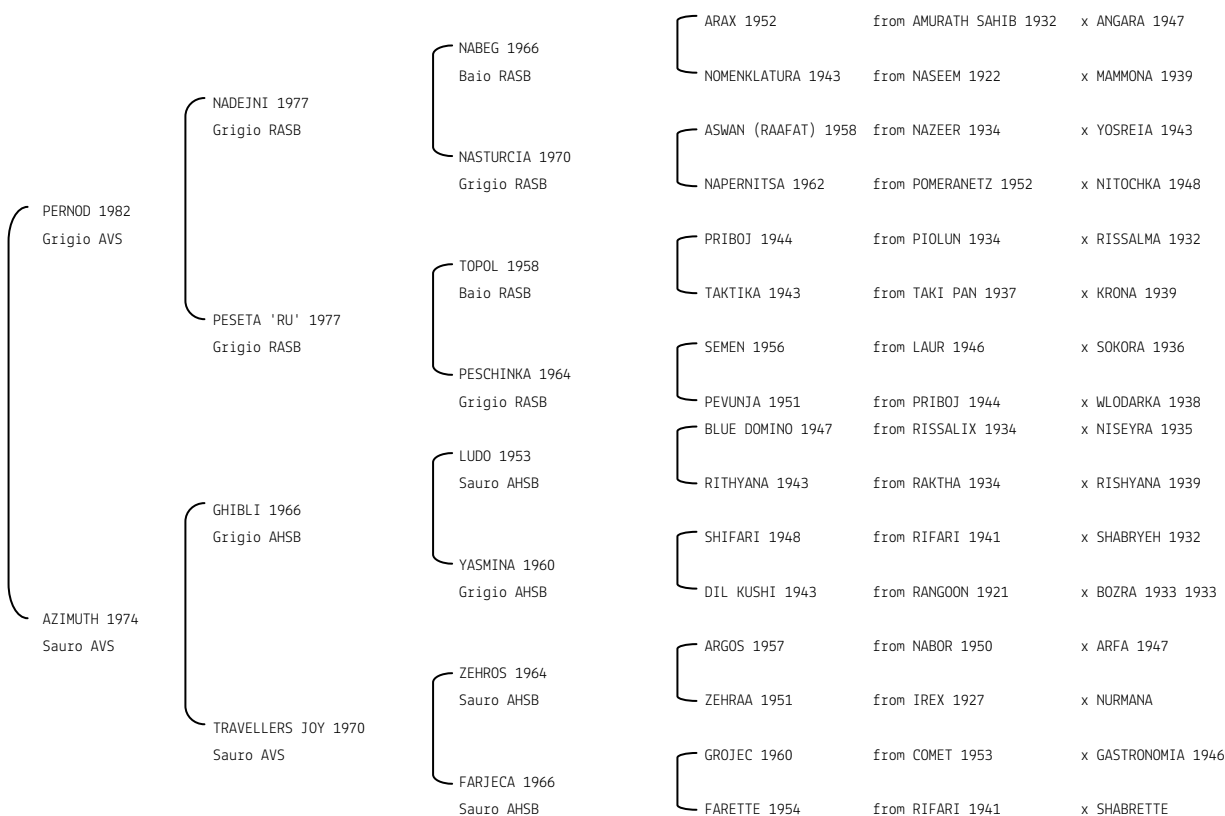 ARAX 1952 from AMURATH SAHIB 1932 x ANGARA 1947
NABEG 1966
Baio RASB NOMENKLATURA 1943 from NASEEM 1922 x MAMMONA 1939
NADEJNI 1977
Grigio RASB ASWAN (RAAFAT) 1958 from NAZEER 1934 x YOSREIA 1943
NASTURCIA 1970
Grigio RASB NAPERNITSA 1962 from POMERANETZ 1952 x NITOCHKA 1948
PERNOD 1982
Grigio AVS PRIBOJ 1944 from PIOLUN 1934 x RISSALMA 1932
TOPOL 1958
Baio RASB TAKTIKA 1943 from TAKI PAN 1937 x KRONA 1939
PESETA 'RU' 1977
Grigio RASB SEMEN 1956 from LAUR 1946 x SOKORA 1936
PESCHINKA 1964
Grigio RASB PEVUNJA 1951 from PRIBOJ 1944 x WLODARKA 1938
BLUE DOMINO 1947 from RISSALIX 1934 x NISEYRA 1935
LUDO 1953
Sauro AHSB RITHYANA 1943 from RAKTHA 1934 x RISHYANA 1939
GHIBLI 1966
Grigio AHSB SHIFARI 1948 from RIFARI 1941 x SHABRYEH 1932
YASMINA 1960
Grigio AHSB DIL KUSHI 1943 from RANGOON 1921 x BOZRA 1933 1933
AZIMUTH 1974
Sauro AVS ARGOS 1957 from NABOR 1950 x ARFA 1947
ZEHROS 1964
Sauro AHSB ZEHRAA 1951 from IREX 1927 x NURMANA
TRAVELLERS JOY 1970
Sauro AVS GROJEC 1960 from COMET 1953 x GASTRONOMIA 1946
FARJECA 1966
Sauro AHSB FARETTE 1954 from RIFARI 1941 x SHABRETTE